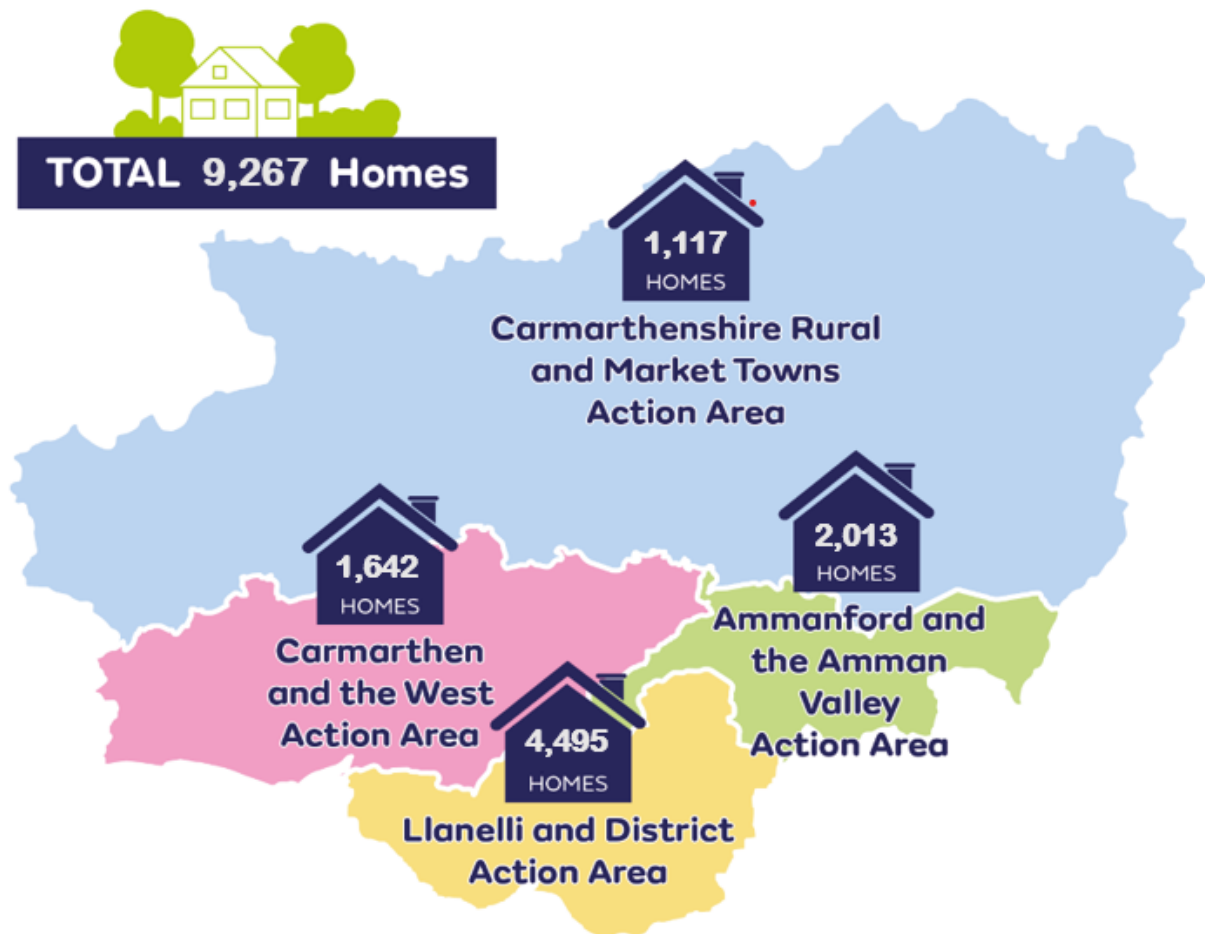 TOTAL 9,267 Homes
1,117
HOMES
Carmarthenshire Rural
and Market Towns
Action Area
2,013
HOMES
Ammanford and
the Amman
Valley
Action Area
1,642
HOMES
Carmarthen
and the West
Action Area
4,495
HOMES
Llanelli and District
Action Area